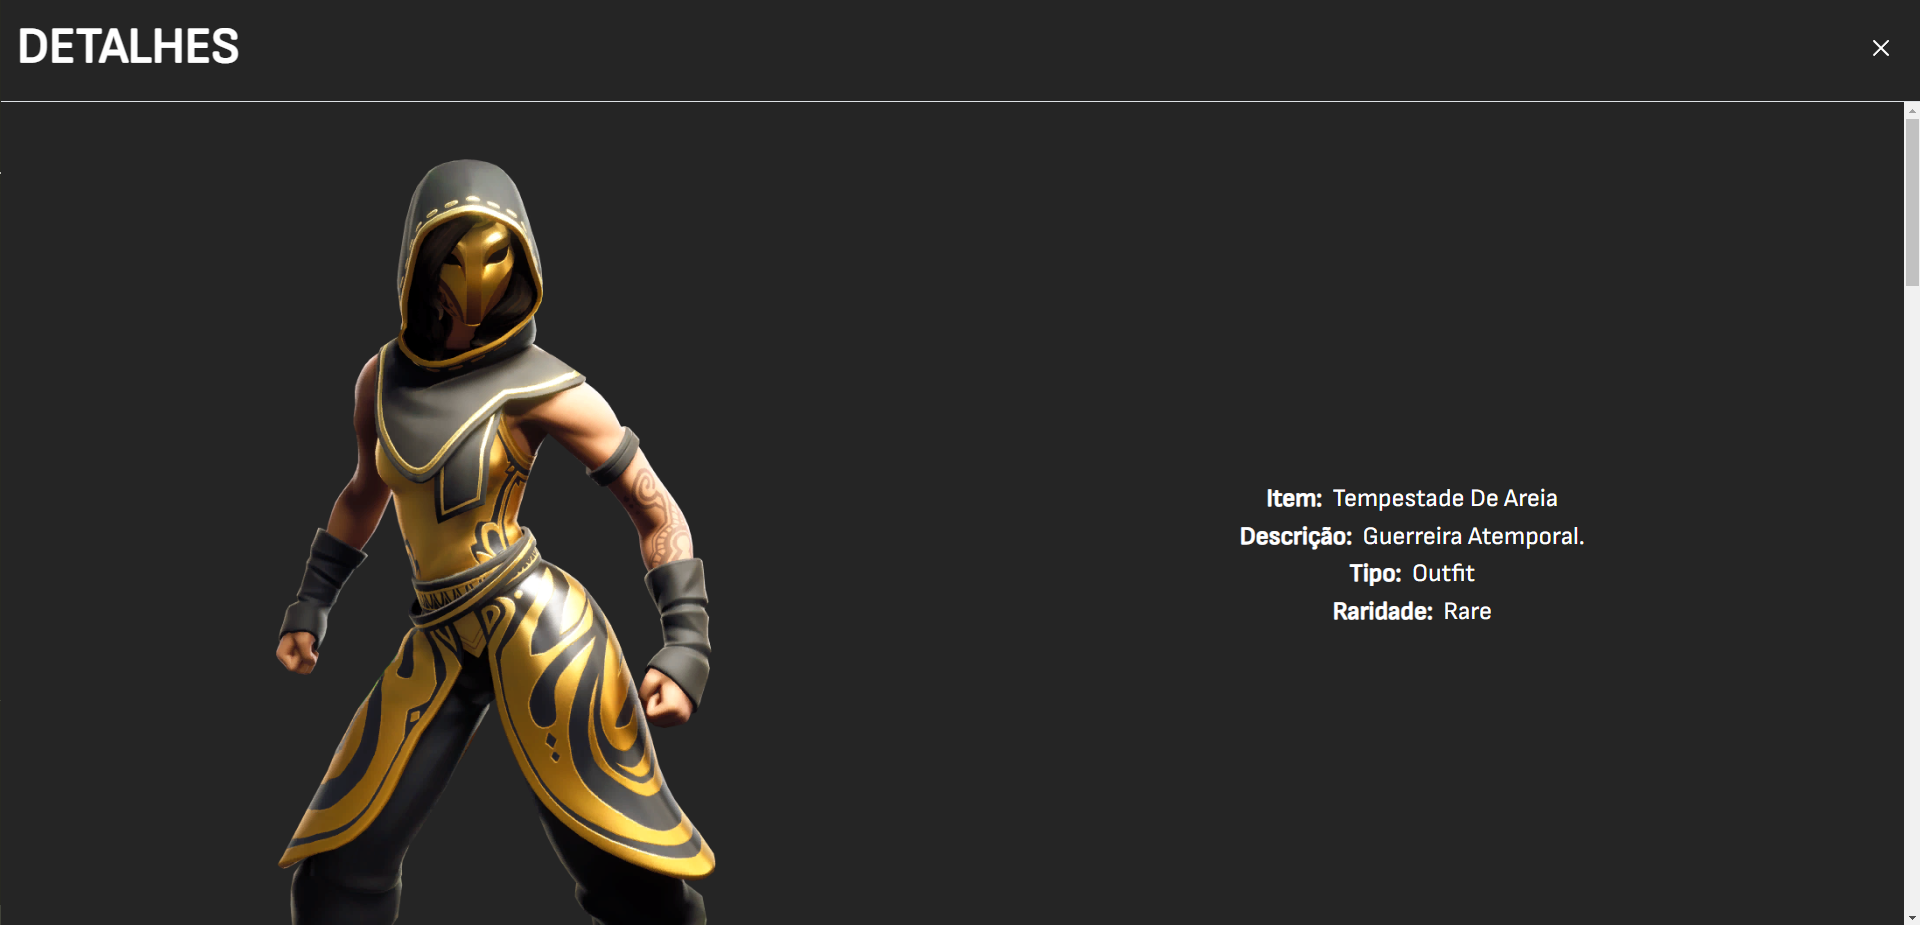 DETALHES
Item: Tempestade De Areia
Descrição: Guerreira Atemporal.
Tipo: Outfit
Raridade: Rare